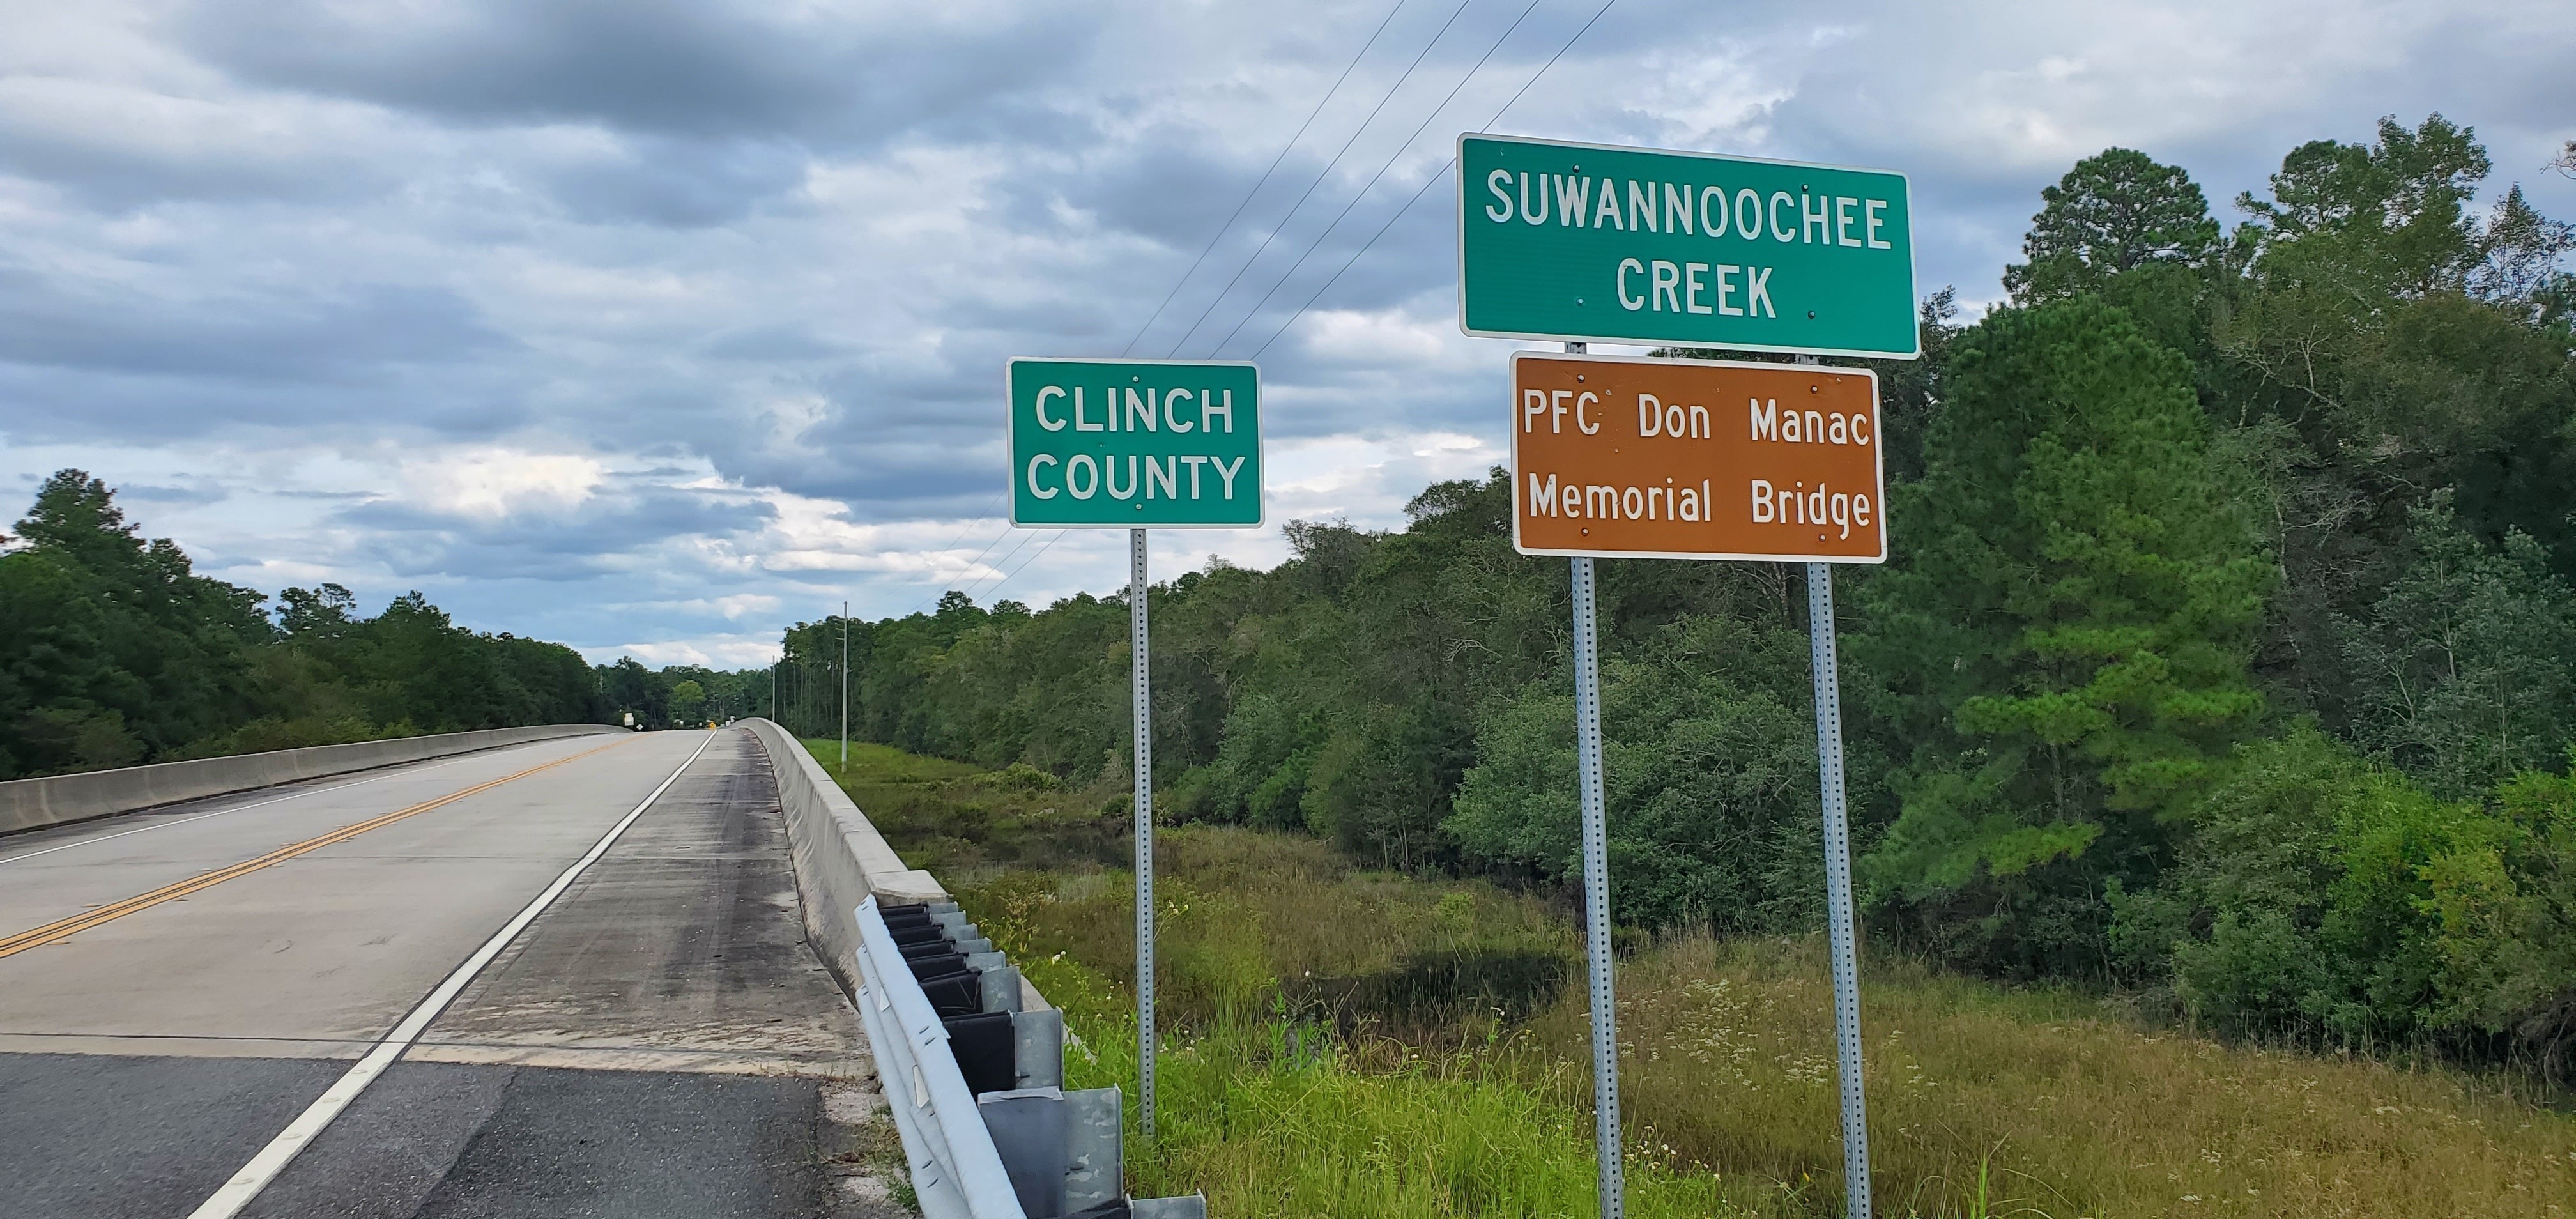 CLINCH
COUNTY
SUWANNOOCHEE
CREEK
PFC Don Manac
Memorial Bridge